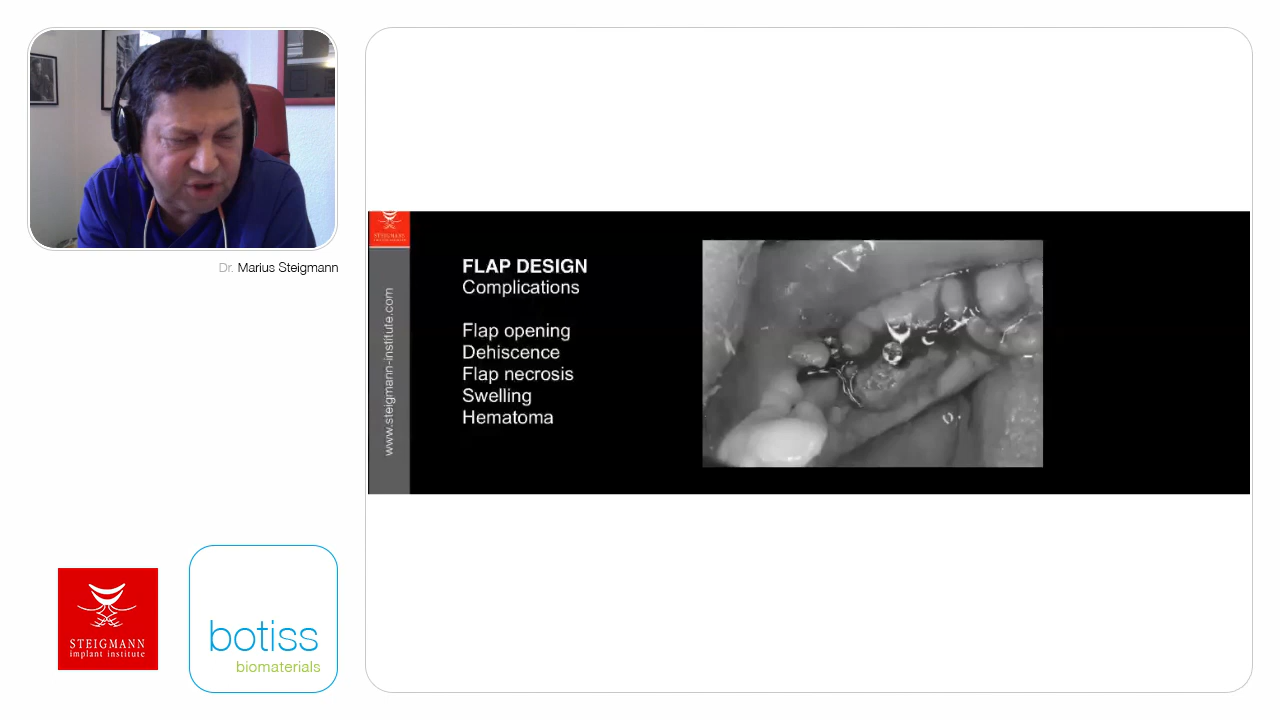 Dr. Marius Steigmann
FLAP DESIGN
Complications
Flap opening
Dehiscence
Flap necrosis
Swelling
Hematoma
www.steigmann-institute.com
STEIGMANN
implant institute
botiss
biomaterials